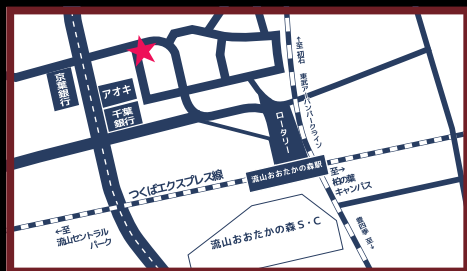 ←至 初石
東武アーバンパークライン
京葉
銀行
アオキ
千葉
銀行
ロータリー
流山おおたかの森駅
至→
柏の葉
キャンパス
つくばエクスプレス線
←至
流山セントラル
パーク
流山おおたかの森S・C
豊四季 至→